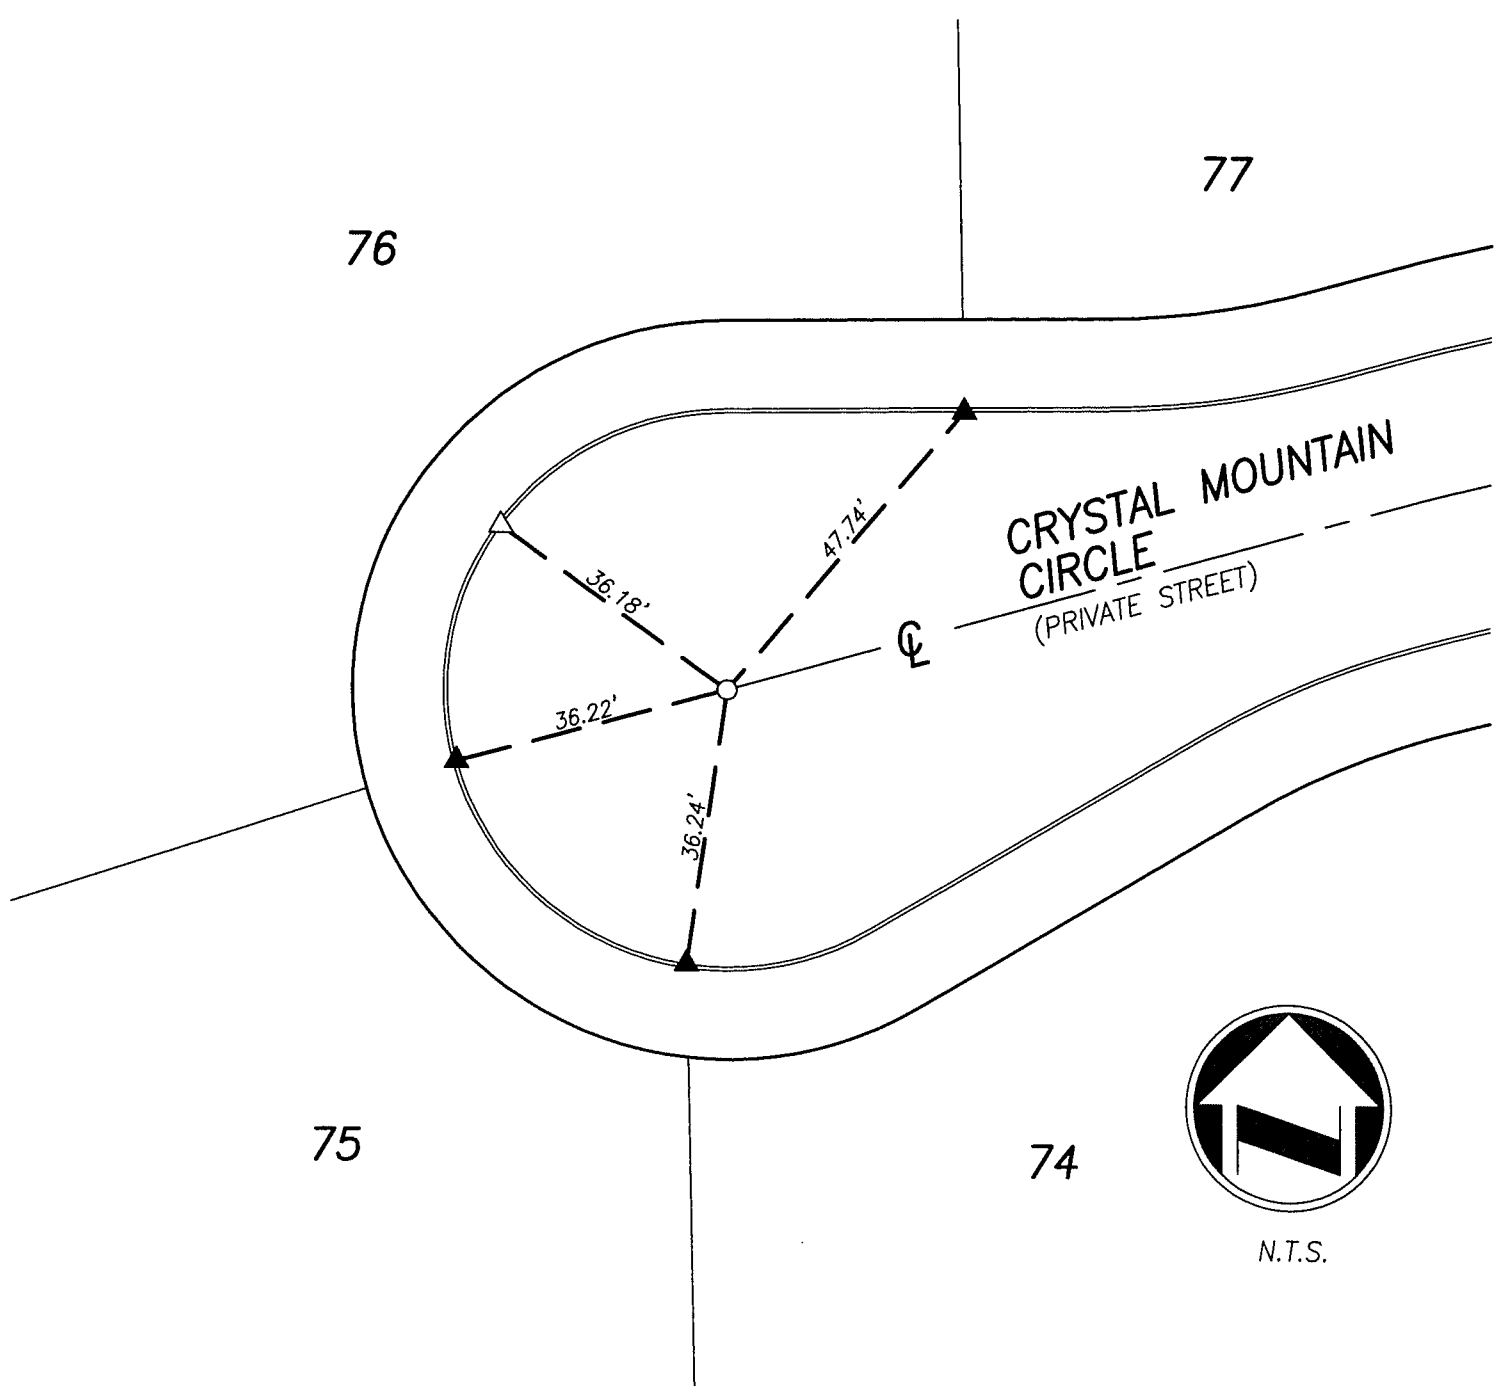 77
76
47.74'
CRYSTAL MOUNTAIN
CIRCLE
(PRIVATE STREET)
℄
36.18'
36.22'
36.24'
75
74
N
N.T.S.